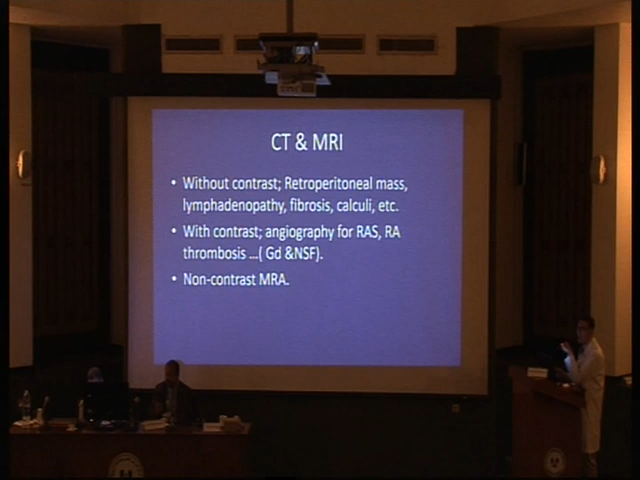 CT & MRI
• Without contrast; Retroperitoneal mass,
lymphadenopathy, fibrosis, calculi, etc.
• With contrast; angiography for RAS, RA
thrombosis ...( Gd &NSF).
• Non-contrast MRA.